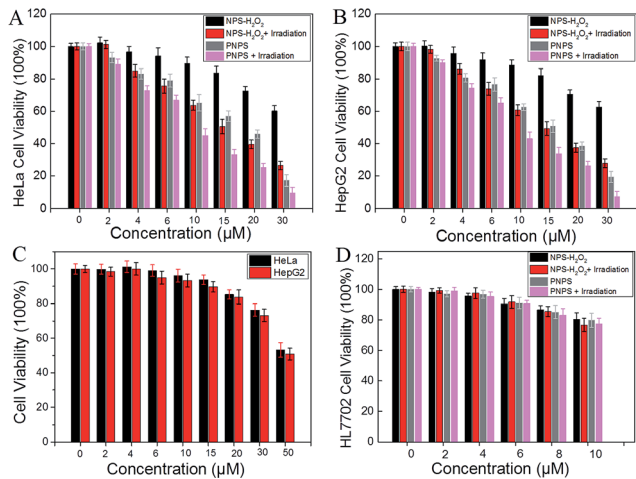 A
NPS-H₂O₂
NPS-H₂O₂+ Irradiation
PNPS
PNPS + Irradiation
HeLa Cell Viability (100%)
120
100
80
60
40
20
0
0 2 4 6 10 15 20 30
Concentration (µM)
B
NPS-H₂O₂
NPS-H₂O₂+ Irradiation
PNPS
PNPS + Irradiation
HepG2 Cell Viability (100%)
120
100
80
60
40
20
0
0 2 4 6 10 15 20 30
Concentration (µM)
C
HeLa
HepG2
Cell Viability (100%)
100
80
60
40
20
0
0 2 4 6 10 15 20 30 50
Concentration (µM)
D
NPS-H₂O₂
NPS-H₂O₂+ Irradiation
PNPS
PNPS + Irradiation
HL7702 Cell Viability (100%)
120
100
80
60
40
20
0
0 2 4 6 8 10
Concentration (µM)